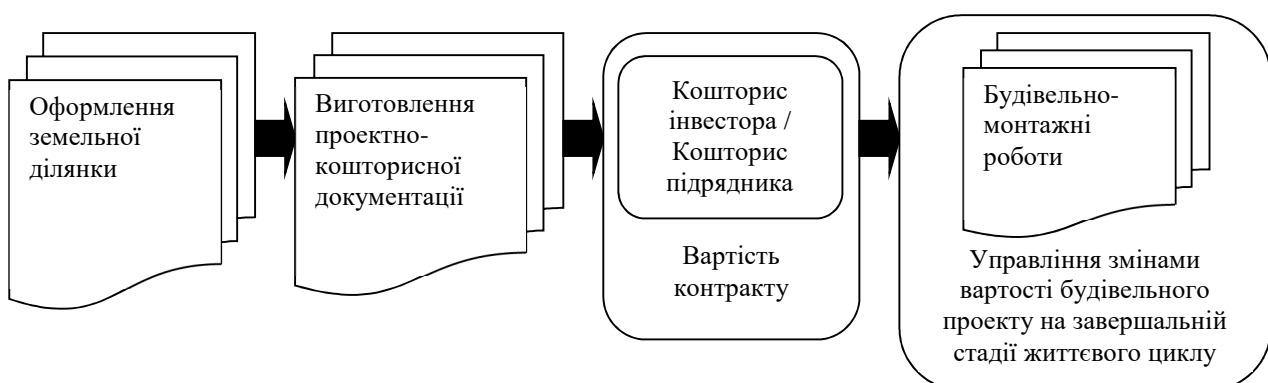 Оформлення
земельної
ділянки
Виготовлення
проектно-
кошторисної
документації
Кошторис
інвестора /
Кошторис
підрядника
Вартість
контракту
Будівельно-
монтажні
роботи
Управління змінами
вартості будівельного
проекту на завершальній
стадії життєвого циклу